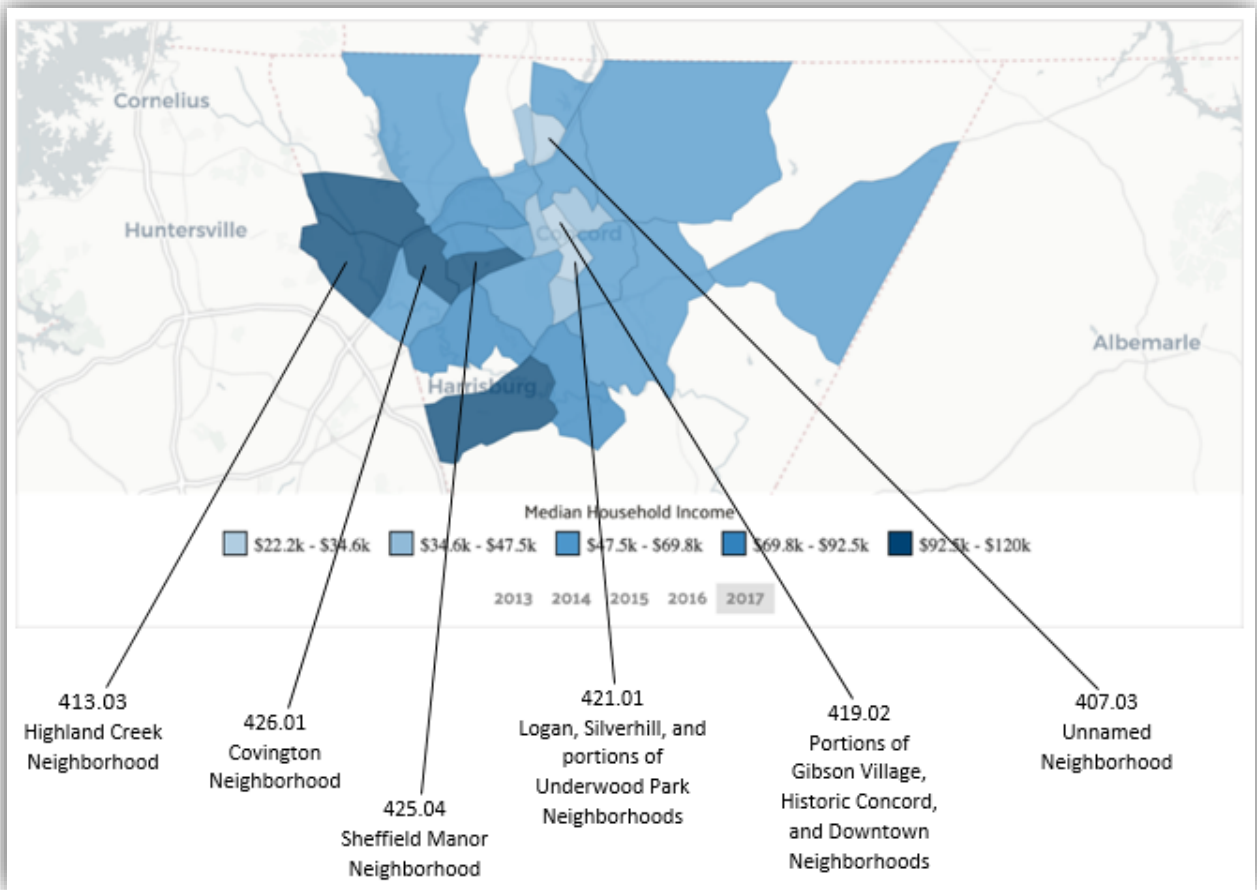 Cornelius
Huntersville
Concord
Albemarle
Harrisburg
Median Household Income
$22.2k - $34.6k $34.6k - $47.5k $47.5k - $69.8k $69.8k - $92.5k $92.5k - $120k
2013 2014 2015 2016 2017
413.03
Highland Creek
Neighborhood
426.01
Covington
Neighborhood
425.04
Sheffield Manor
Neighborhood
421.01
Logan, Silverhill, and
portions of
Underwood Park
Neighborhoods
419.02
Portions of
Gibson Village,
Historic Concord,
and Downtown
Neighborhoods
407.03
Unnamed
Neighborhood